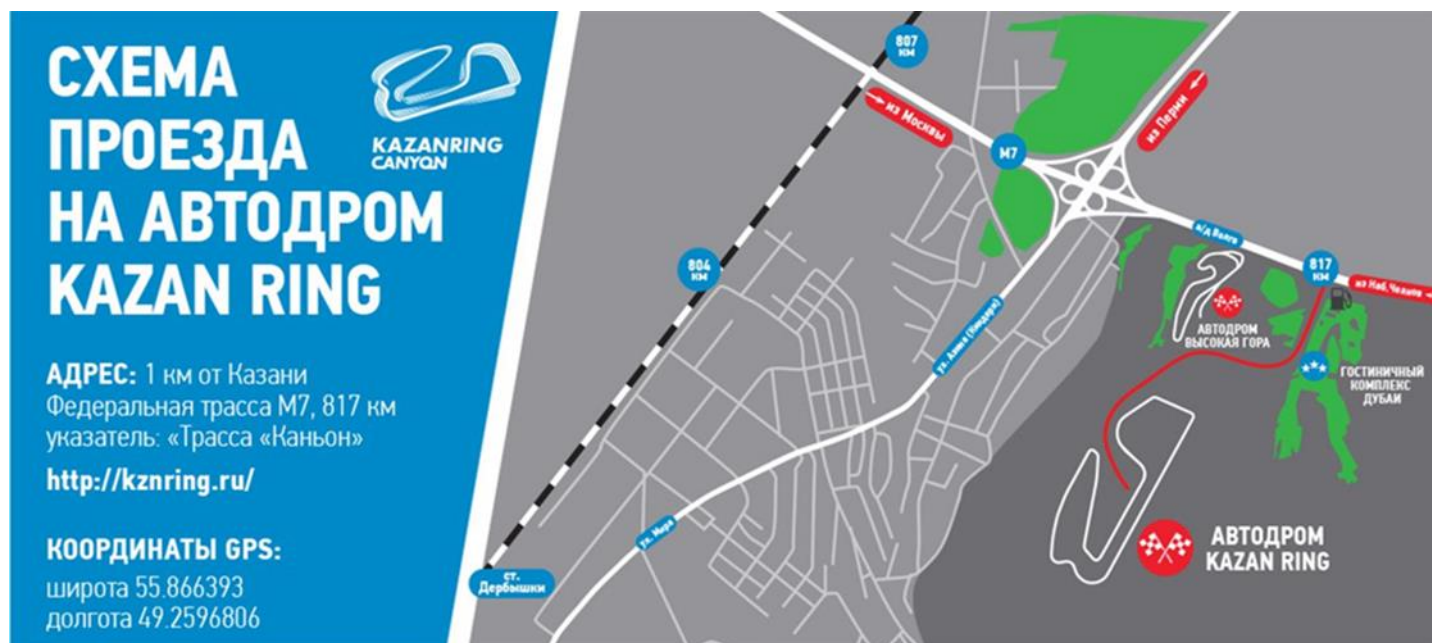 СХЕМА
ПРОЕЗДА
НА АВТОДРОМ
KAZAN RING
KAZANRING
CANYON
АДРЕС: 1 км от Казани
Федеральная трасса М7, 817 км
указатель: «Трасса «Каньон»
http://kznring.ru/
КООРДИНАТЫ GPS:
широта 55.866393
долгота 49.2596806
807
КМ
из Москвы
М7
из Перми
804
КМ
а/д Волга
817
КМ
из Наб.Челнов
АВТОДРОМ
ВЫСОКАЯ ГОРА
ГОСТИНИЧНЫЙ
КОМПЛЕКС
ДУБАИ
ул. Мира
ст.
Дербышки
АВТОДРОМ
KAZAN RING